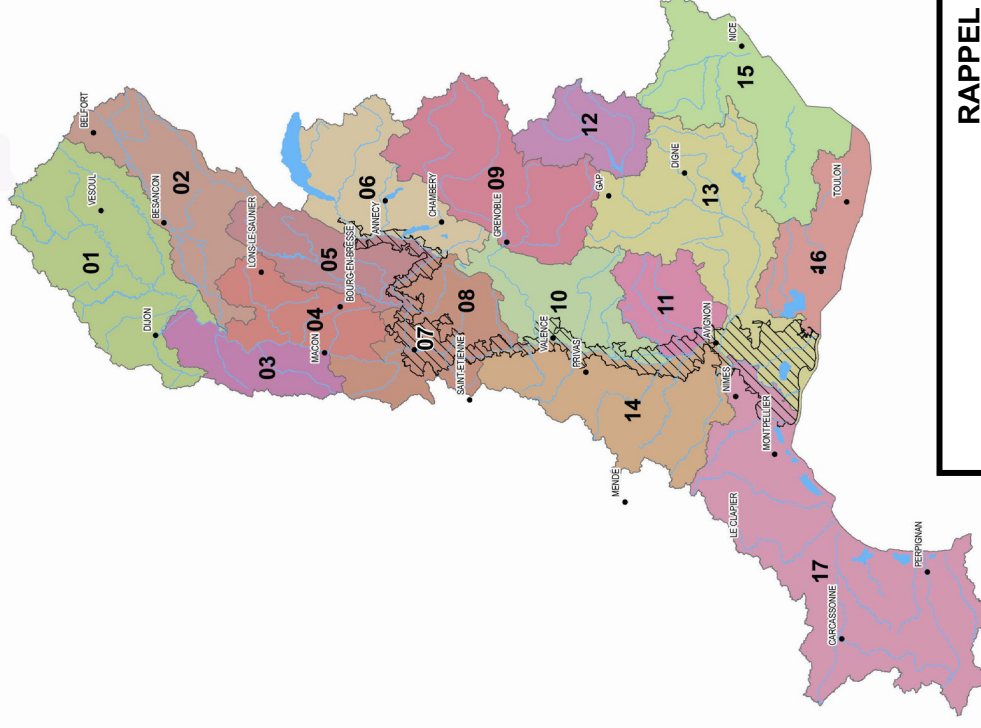 BELFORT
VESOUL
01
BESANCON
02
DIJON
LONS-LE-SAUNIER
03
05
BOURG-EN-BRESSE
04
MACON
06
ANNECY
CHAMBERY
07
08
SAINT-ETIENNE
09
GRENOBLE
10
VALENCE
PRIVAS
12
GAP
11
14
MENDE
DIGNE
13
AVIGNON
NIMES
NICE
15
MONTPELLIER
LE CLAPIER
16
TOULON
17
CARCASSONNE
PERPIGNAN
RAPPEL